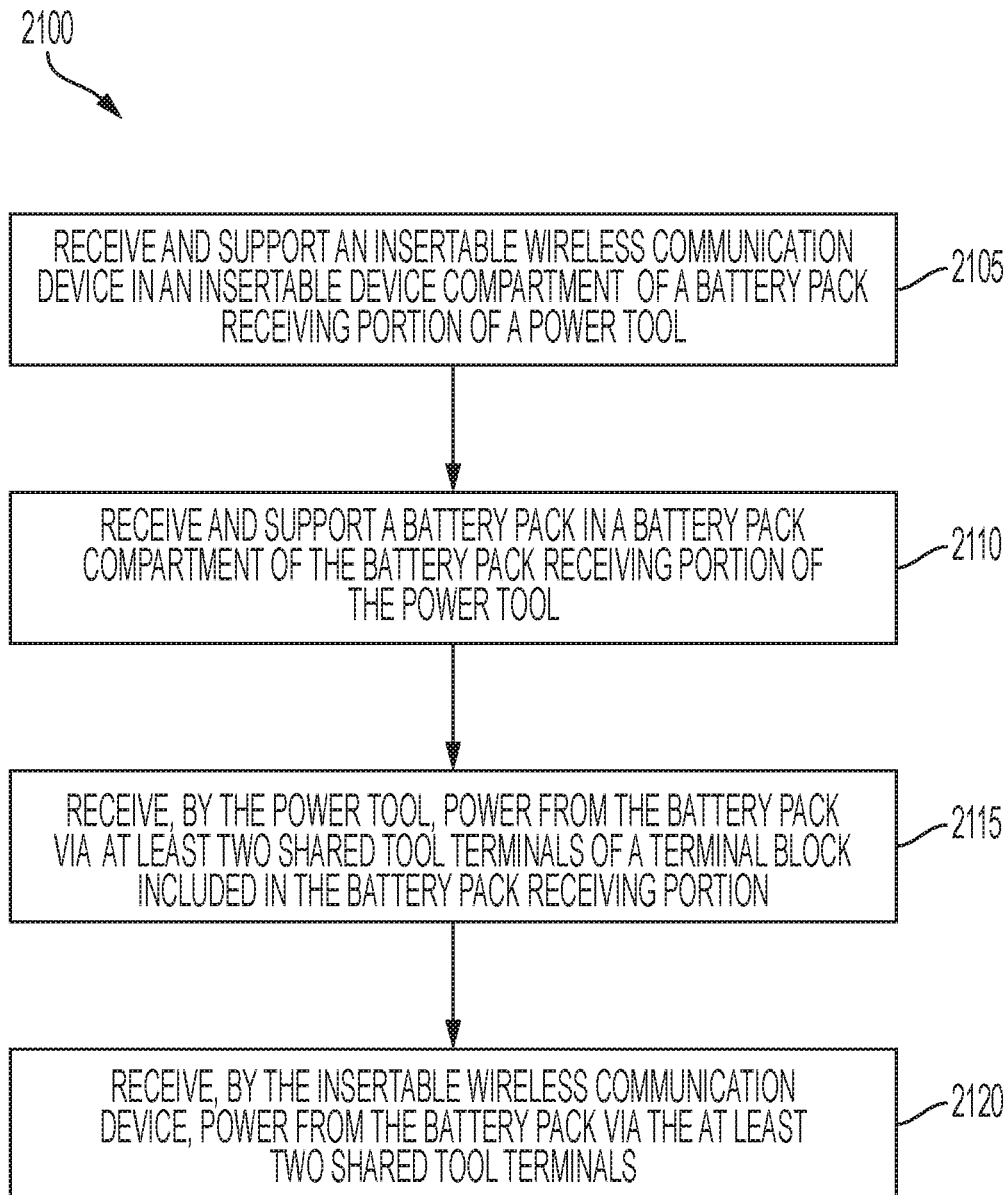 2100
RECEIVE AND SUPPORT AN INSERTABLE WIRELESS COMMUNICATION
DEVICE IN AN INSERTABLE DEVICE COMPARTMENT OF A BATTERY PACK
RECEIVING PORTION OF A POWER TOOL
2105
RECEIVE AND SUPPORT A BATTERY PACK IN A BATTERY PACK
COMPARTMENT OF THE BATTERY PACK RECEIVING PORTION OF
THE POWER TOOL
2110
RECEIVE, BY THE POWER TOOL, POWER FROM THE BATTERY PACK
VIA AT LEAST TWO SHARED TOOL TERMINALS OF A TERMINAL BLOCK
INCLUDED IN THE BATTERY PACK RECEIVING PORTION
2115
RECEIVE, BY THE INSERTABLE WIRELESS COMMUNICATION
DEVICE, POWER FROM THE BATTERY PACK VIA THE AT LEAST
TWO SHARED TOOL TERMINALS
2120